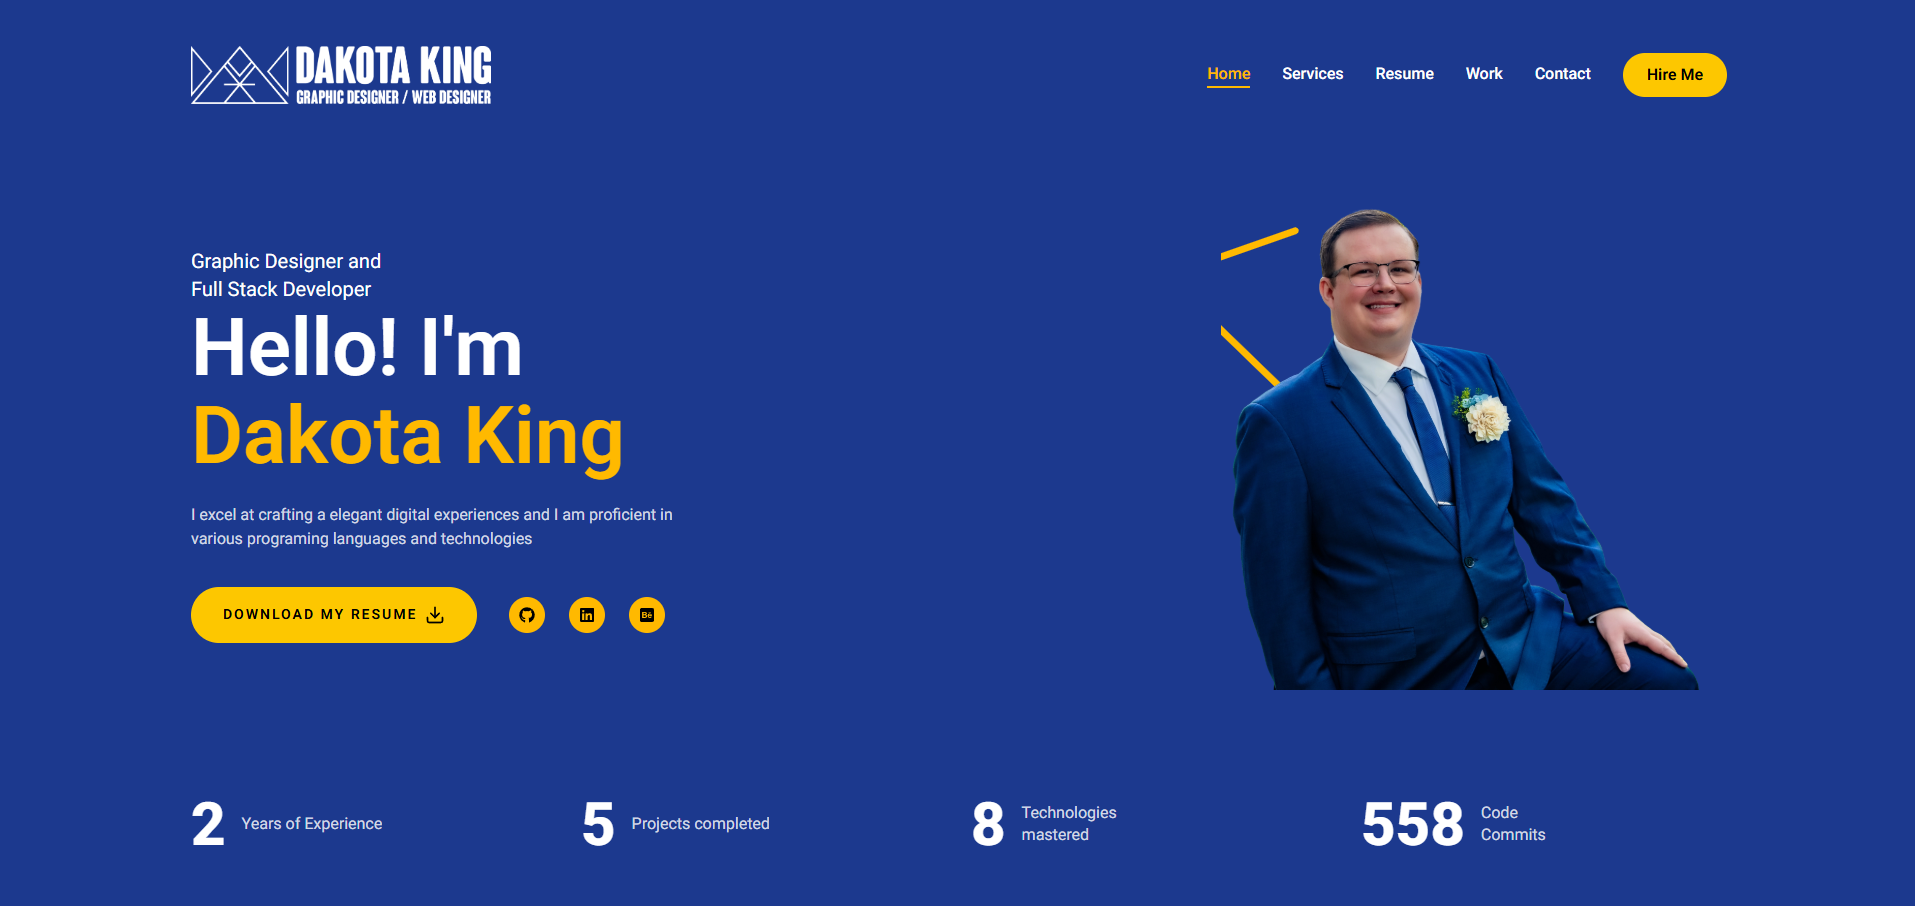 DAKOTA KING
GRAPHIC DESIGNER / WEB DESIGNER
Home
Services
Resume
Work
Contact
Hire Me
Graphic Designer and
Full Stack Developer
Hello! I'm
Dakota King
I excel at crafting a elegant digital experiences and I am proficient in
various programing languages and technologies
DOWNLOAD MY RESUME
in
Bē
2
Years of Experience
5
Projects completed
8
Technologies
mastered
558
Code
Commits